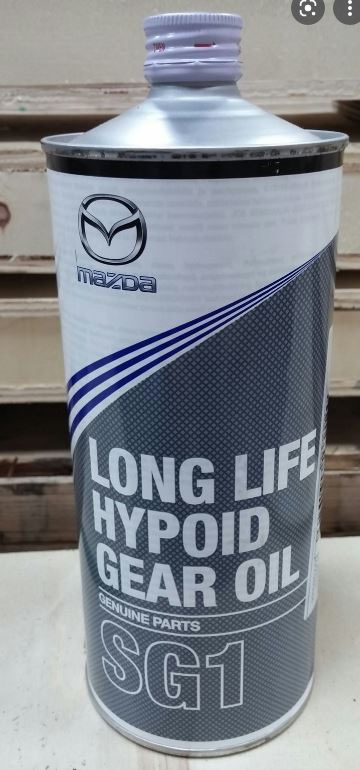 mazda
LONG LIFE
HYPOID
GEAR OIL
GENUINE PARTS
SG1